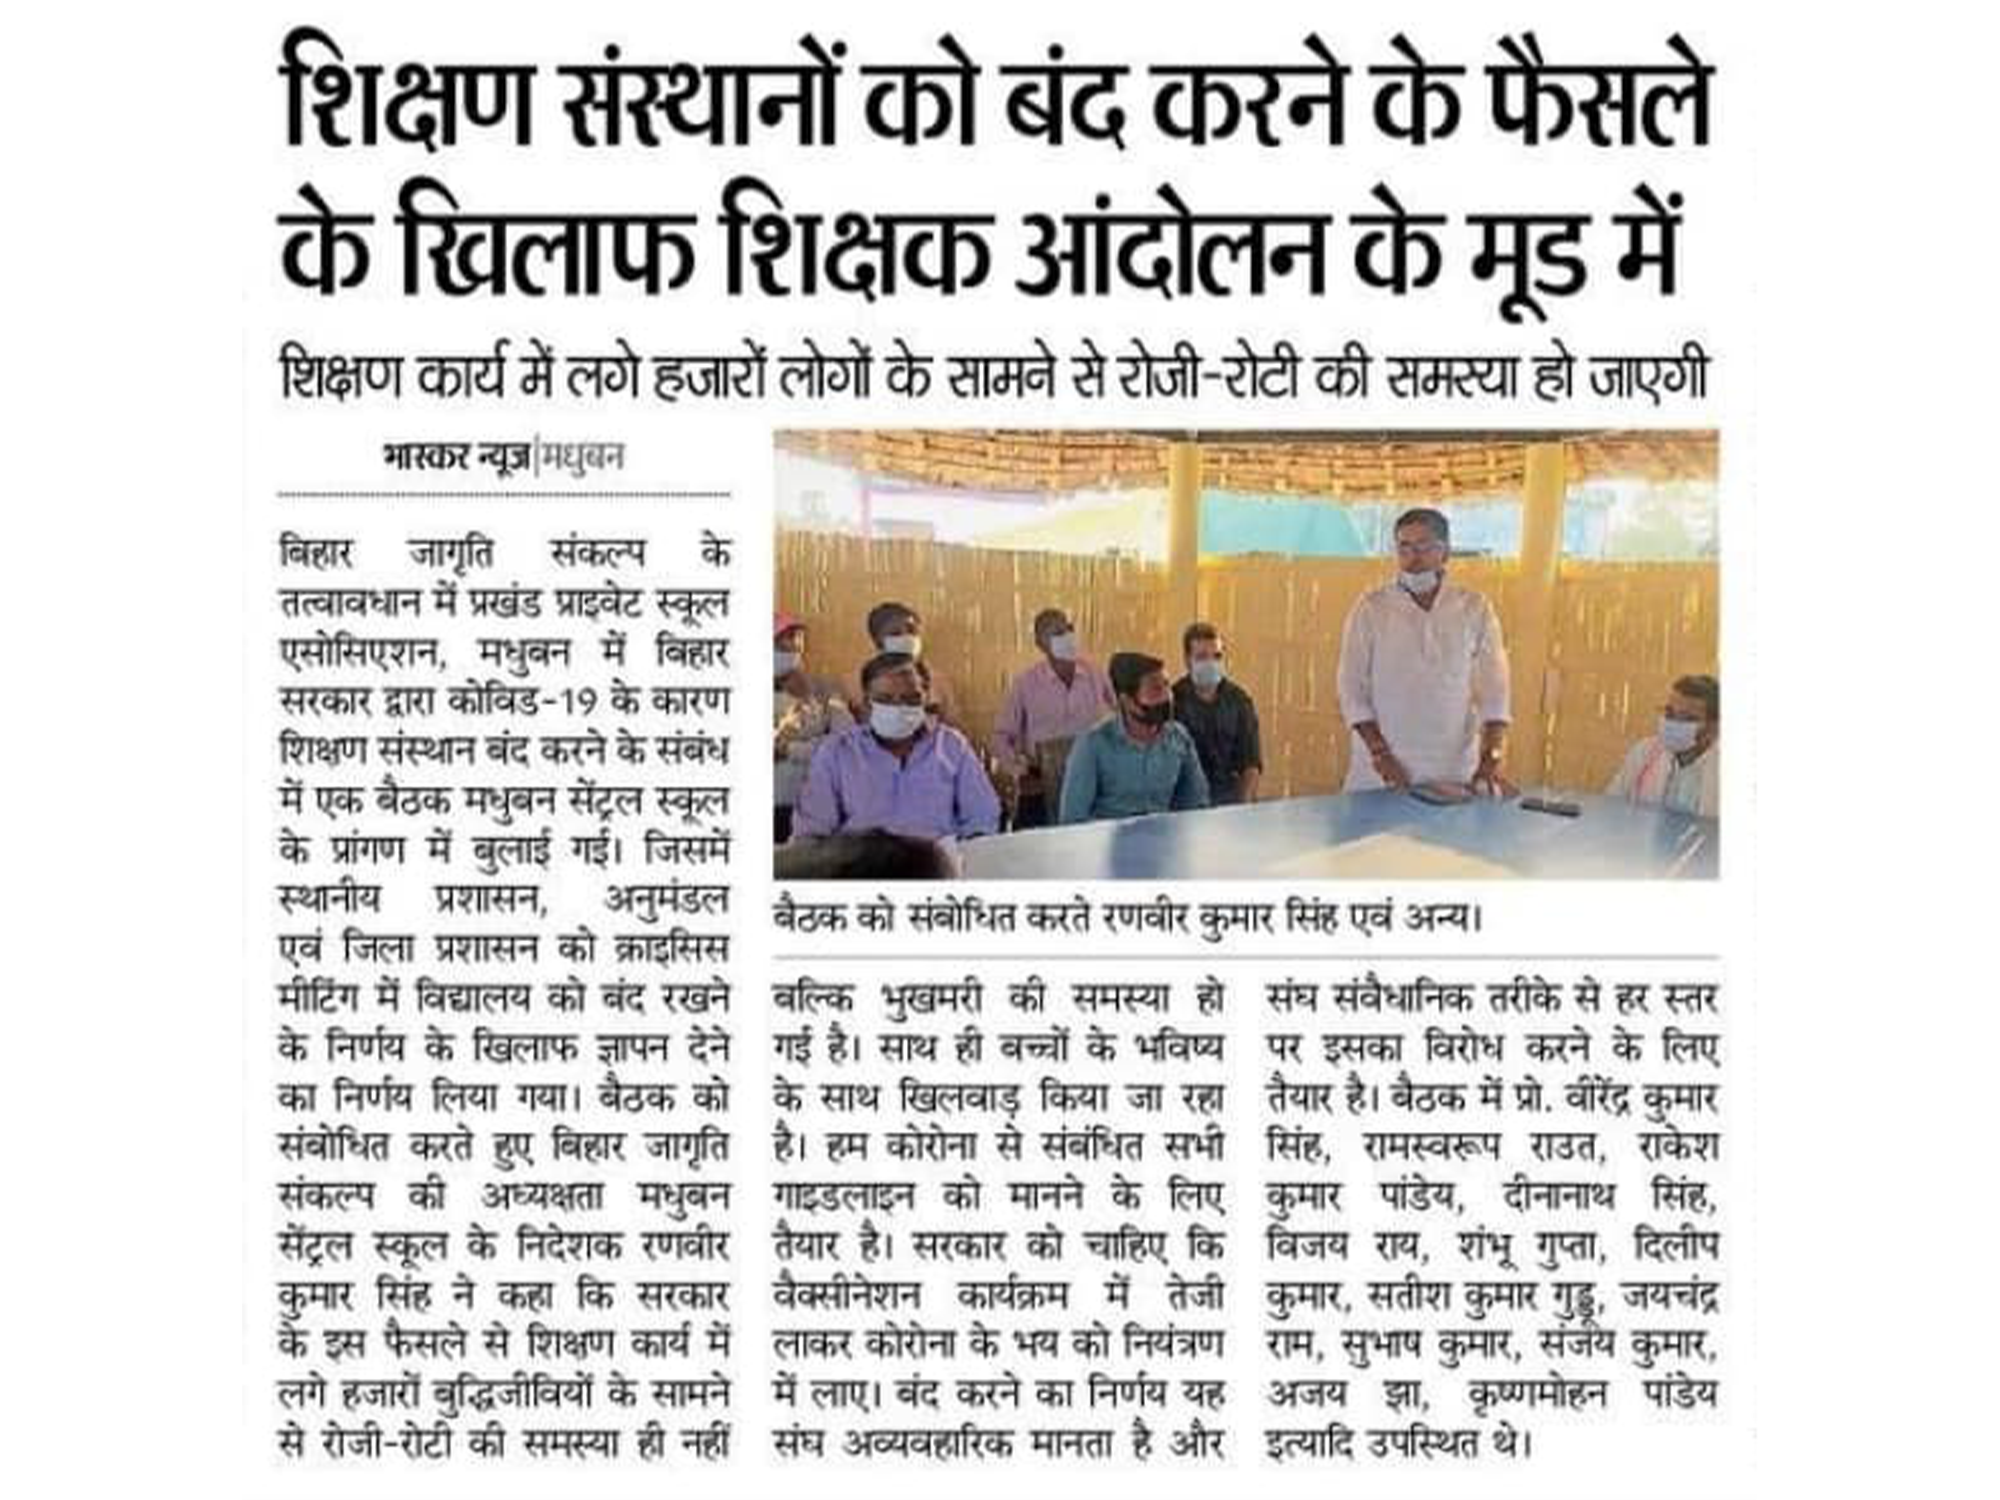 शिक्षण संस्थानों को बंद करने के फैसले
के खिलाफ शिक्षक आंदोलन के मूड में
शिक्षण कार्य में लगे हजारों लोगों के सामने से रोजी-रोटी की समस्या हो जाएगी
भास्कर न्यूज|मधुबन
बिहार जागृति संकल्प के
तत्वावधान में प्रखंड प्राइवेट स्कूल
एसोसिएशन, मधुबन में बिहार
सरकार द्वारा कोविड-19 के कारण
शिक्षण संस्थान बंद करने के संबंध
में एक बैठक मधुबन सेंट्रल स्कूल
के प्रांगण में बुलाई गई। जिसमें
स्थानीय प्रशासन, अनुमंडल
एवं जिला प्रशासन को क्राइसिस
मीटिंग में विद्यालय को बंद रखने
के निर्णय के खिलाफ ज्ञापन देने
का निर्णय लिया गया। बैठक को
संबोधित करते हुए बिहार जागृति
संकल्प की अध्यक्षता मधुबन
सेंट्रल स्कूल के निदेशक रणवीर
कुमार सिंह ने कहा कि सरकार
के इस फैसले से शिक्षण कार्य में
लगे हजारों बुद्धिजीवियों के सामने
से रोजी-रोटी की समस्या ही नहीं
बैठक को संबोधित करते रणवीर कुमार सिंह एवं अन्य।
बल्कि भुखमरी की समस्या हो
गई है। साथ ही बच्चों के भविष्य
के साथ खिलवाड़ किया जा रहा
है। हम कोरोना से संबंधित सभी
गाइडलाइन को मानने के लिए
तैयार है। सरकार को चाहिए कि
वैक्सीनेशन कार्यक्रम में तेजी
लाकर कोरोना के भय को नियंत्रण
में लाए। बंद करने का निर्णय यह
संघ अव्यवहारिक मानता है और
संघ संवैधानिक तरीके से हर स्तर
पर इसका विरोध करने के लिए
तैयार है। बैठक में प्रो. वीरेंद्र कुमार
सिंह, रामस्वरूप राउत, राकेश
कुमार पांडेय, दीनानाथ सिंह,
विजय राय, शंभू गुप्ता, दिलीप
कुमार, सतीश कुमार गुड्डू, जयचंद्र
राम, सुभाष कुमार, संजय कुमार,
अजय झा, कृष्णमोहन पांडेय
इत्यादि उपस्थित थे।